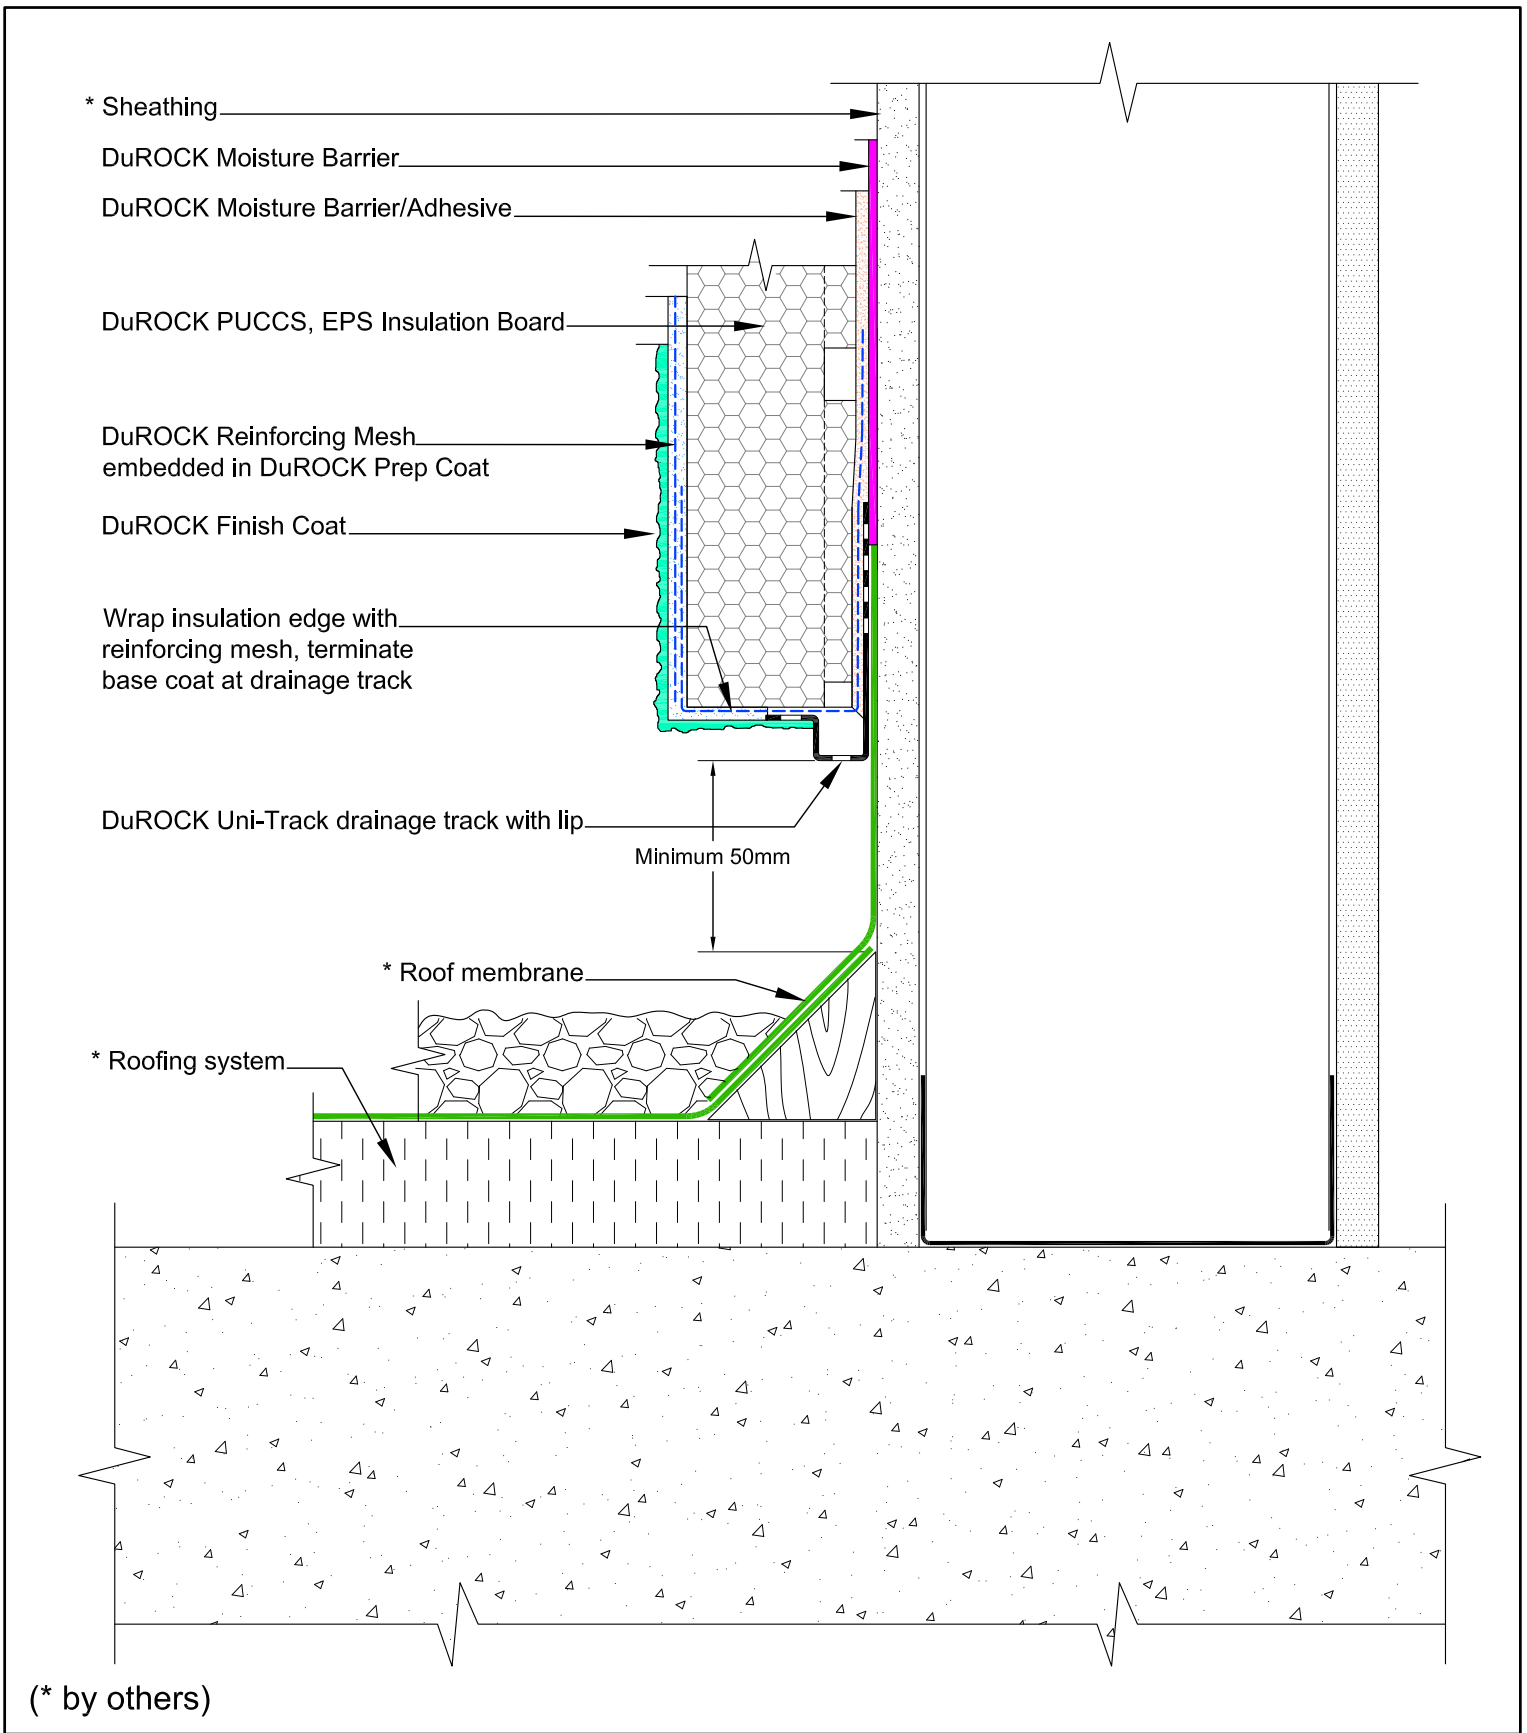 * Sheathing
DuROCK Moisture Barrier
DuROCK Moisture Barrier/Adhesive
DuROCK PUCCS, EPS Insulation Board
DuROCK Reinforcing Mesh
embedded in DuROCK Prep Coat
DuROCK Finish Coat
Wrap insulation edge with
reinforcing mesh, terminate
base coat at drainage track
DuROCK Uni-Track drainage track with lip
Minimum 50mm
* Roof membrane
* Roofing system
(* by others)